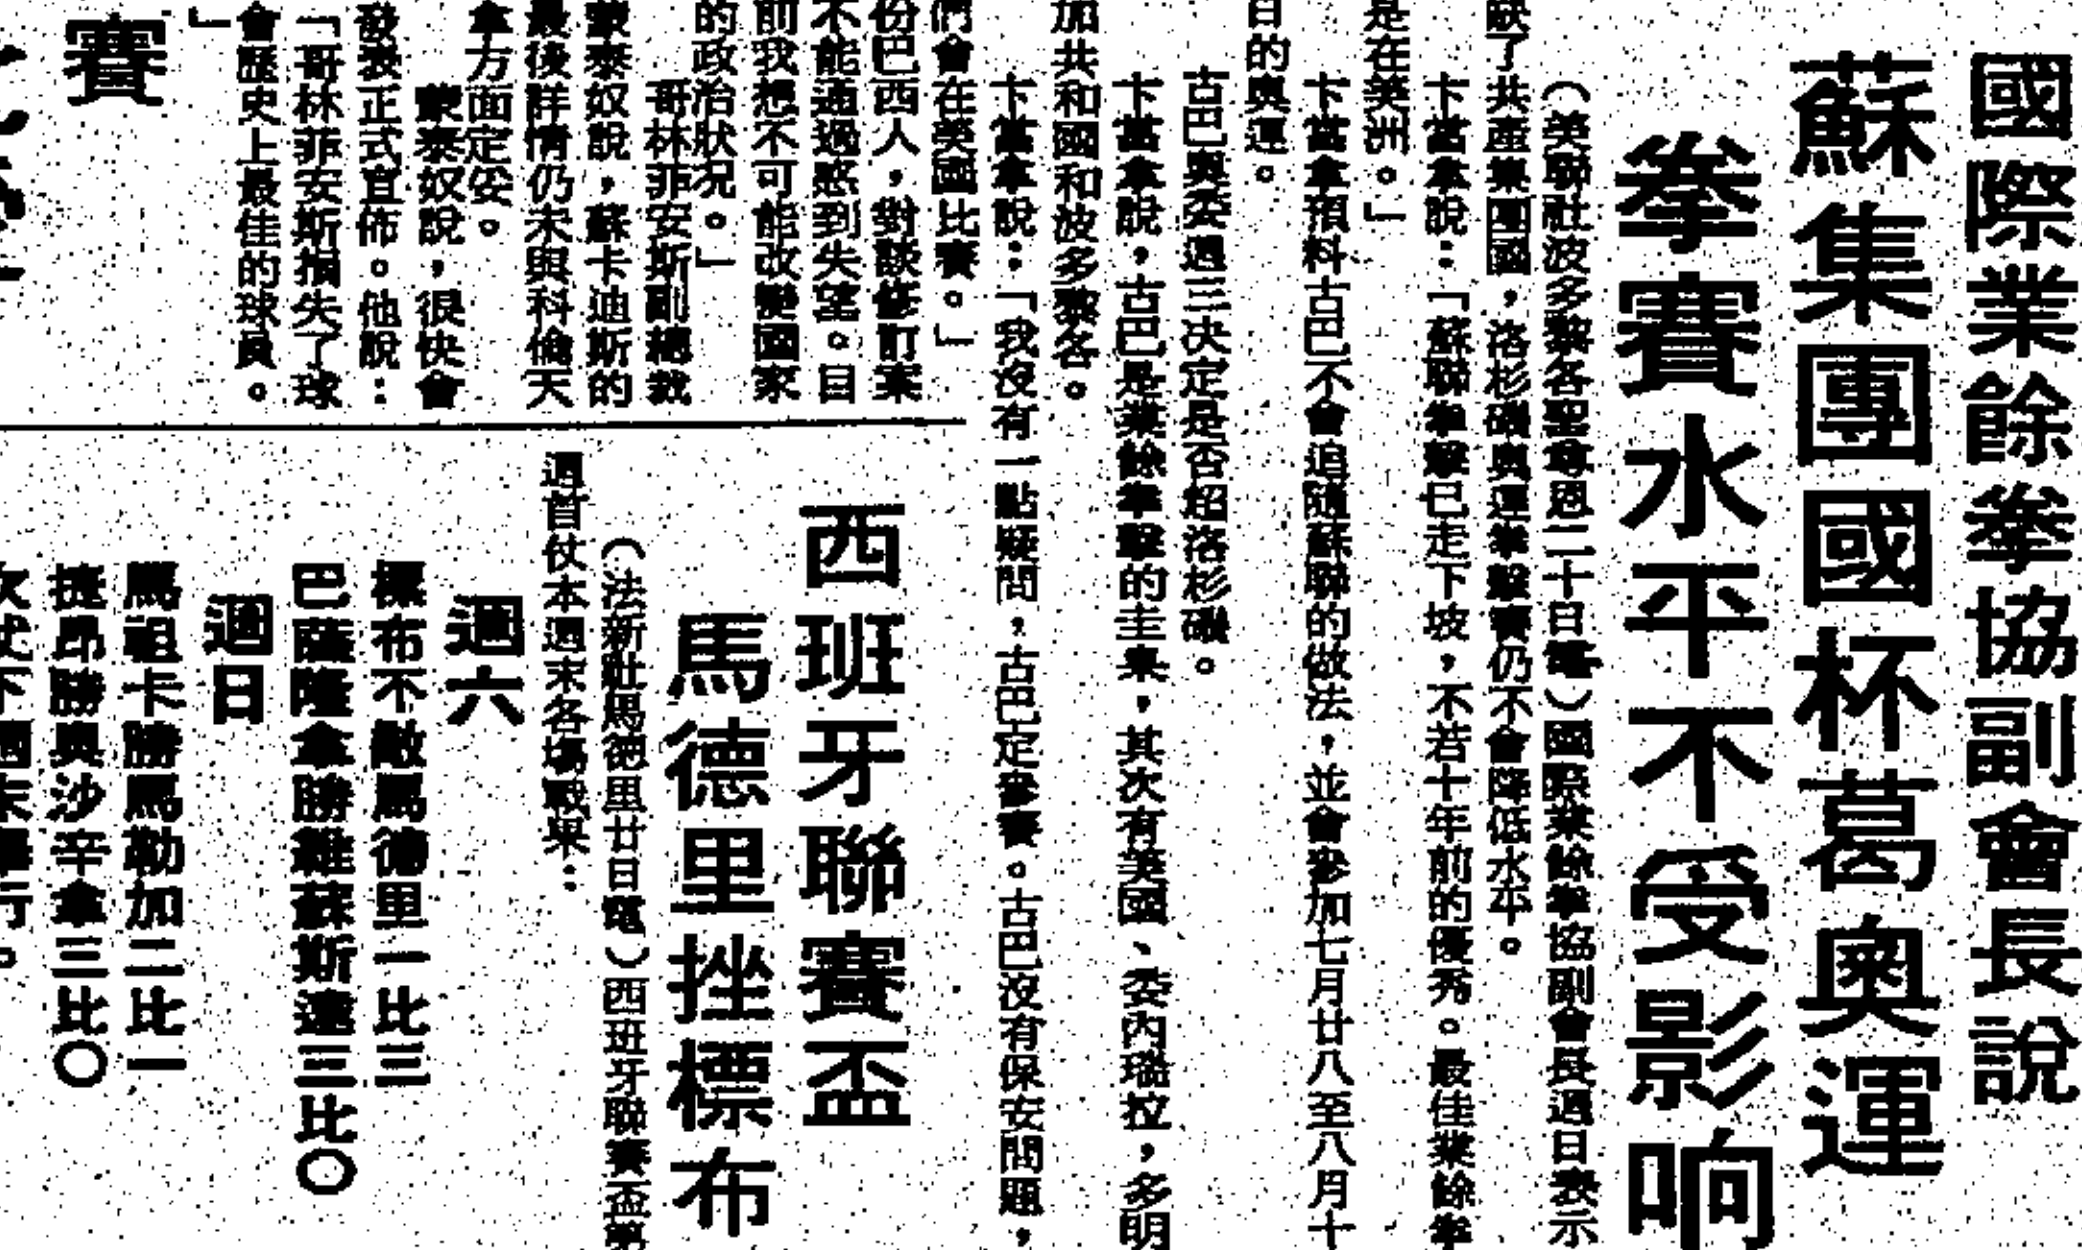 國際業餘拳協副會長說
蘇集團國杯葛奧運
拳賽水平不受影响
(美聯社波多黎各聖尊恩二十日電)國際業餘拳協副會長週日表示
缺了共產集團國,洛杉磯奧運拳擊賽仍不會降低水平。
卡當拿說:「蘇聯拳擊已走下坡,不若十年前的優秀。最佳業餘拳
是在美洲。」
卡當拿預料古巴不會追隨蘇聯的做法,並會參加七月廿八至八月十
日的奧運。
古巴奧委週三決定是否赴洛杉磯。
卡當拿說,古巴是業餘拳擊的圭臬,其次有美國、委內瑞拉,多明
加共和國和波多黎各。
卡當拿說:「我沒有一點疑問,古巴定參賽。古巴沒有保安問題,
們會在美國比賽。」
份巴西人,對該修訂案
不能通過感到失望。目
前我想不可能改變國家
的政治狀況。」
哥林菲安斯副總裁
蒙泰奴說,蘇卡迪斯的
最後詳情仍未與科倫天
拿方面定妥。
蒙泰奴說,很快會
發表正式宣佈。他說:
「哥林菲安斯損失了球
會歷史上最佳的球員。
」
賽
西班牙聯賽盃
馬德里挫標布
(法新社馬德里廿日電)西班牙聯賽盃第
週首仗本週末各場戰果:
週六
標布不敵馬德里一比三
巴薩隆拿勝雞蘇斯達三比〇
週日
馬祖卡勝馬勒加二比一
捷昂勝奧沙辛拿三比〇
次仗下週末舉行。